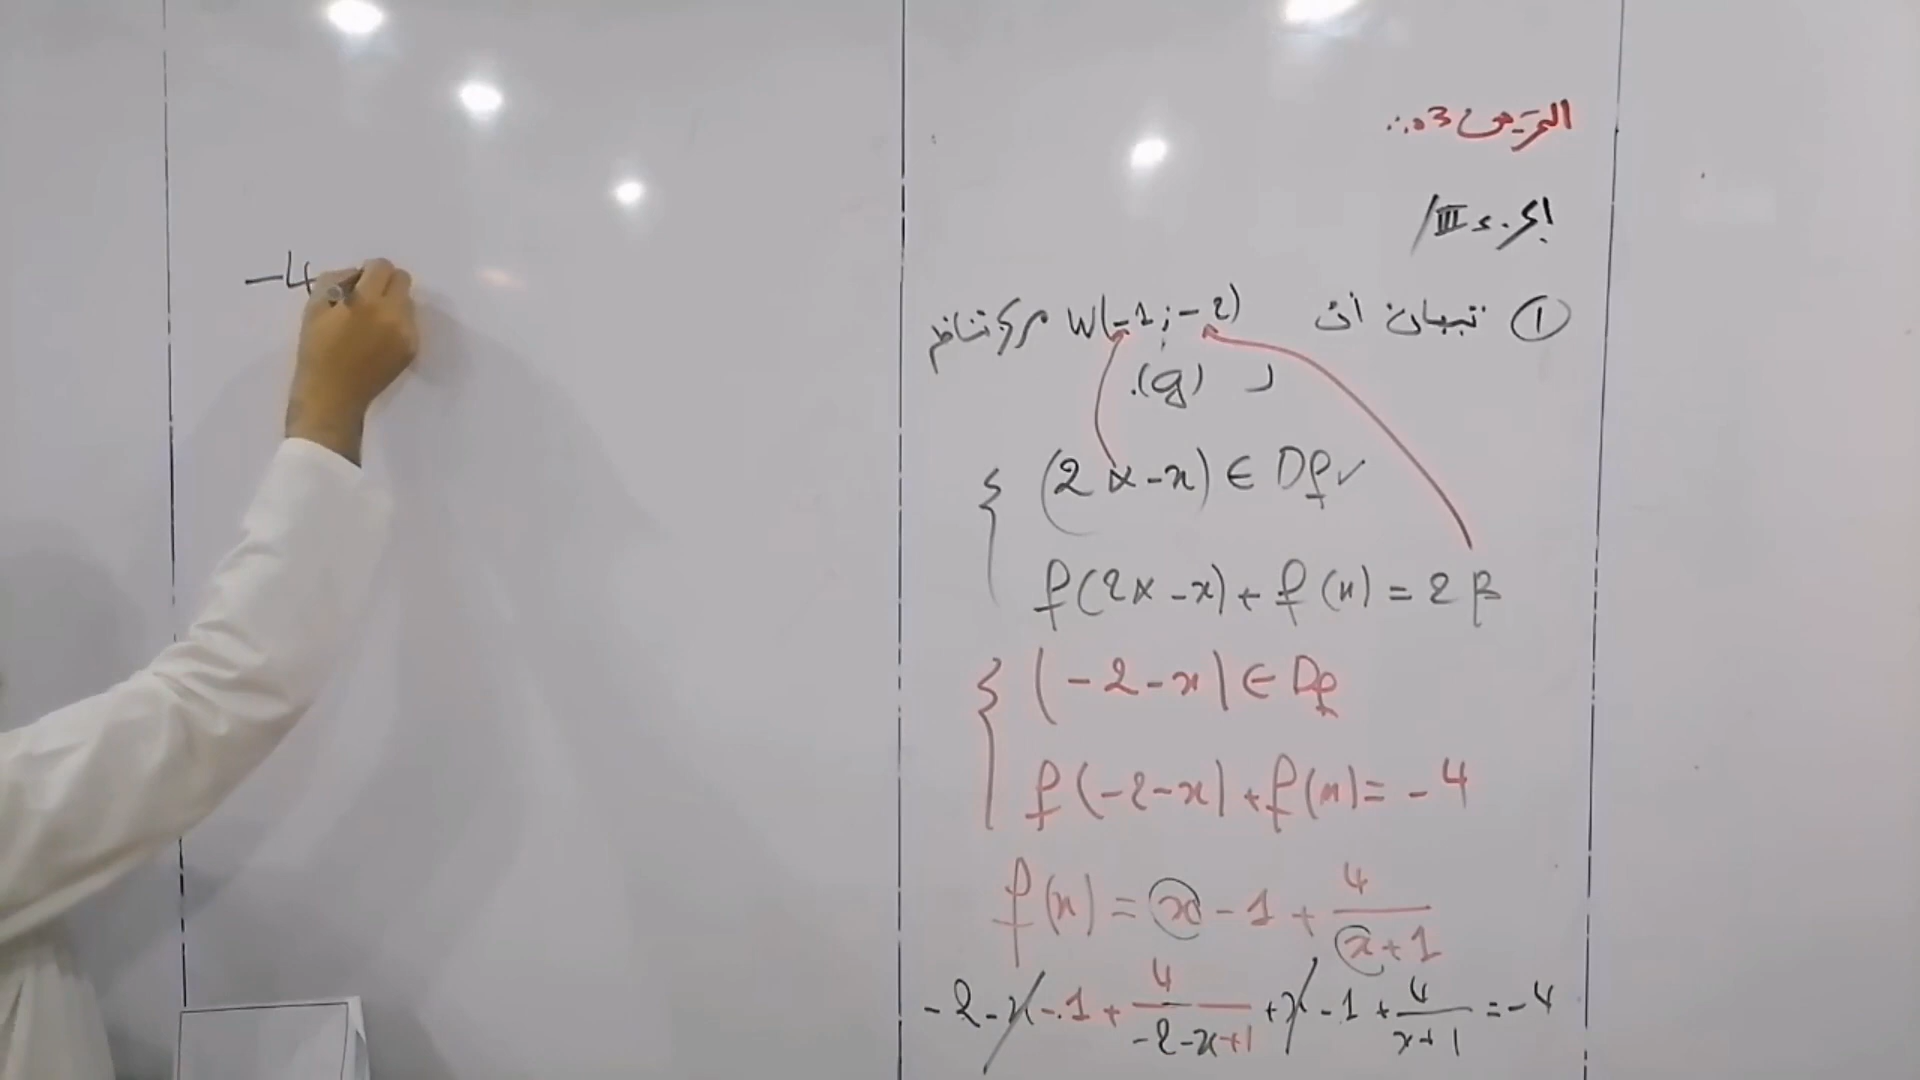 التمرين 03:
الجزء III/
① تبيان أن W(-1; -2) مركز تناظر
لـ (g).
(2α-x) ∈ Df ✓
f(2α-x) + f(x) = 2β
(-2-x) ∈ Df
f(-2-x) + f(x) = -4
f(x) = x - 1 + 4/(x+1)
-2-x-1 + 4/(-2-x+1) + x - 1 + 4/(x+1) = -4
-4